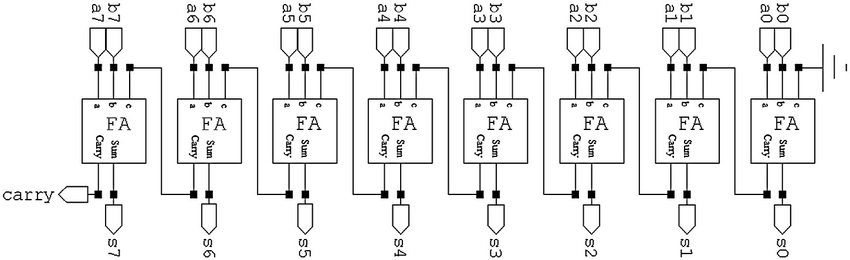 a7 b7 a6 b6 a5 b5 a4 b4 a3 b3 a2 b2 a1 b1 a0 b0
a b c a b c a b c a b c a b c a b c a b c a b c
FA FA FA FA FA FA FA FA
Carry Sum Carry Sum Carry Sum Carry Sum Carry Sum Carry Sum Carry Sum Carry Sum
carry
s7 s6 s5 s4 s3 s2 s1 s0